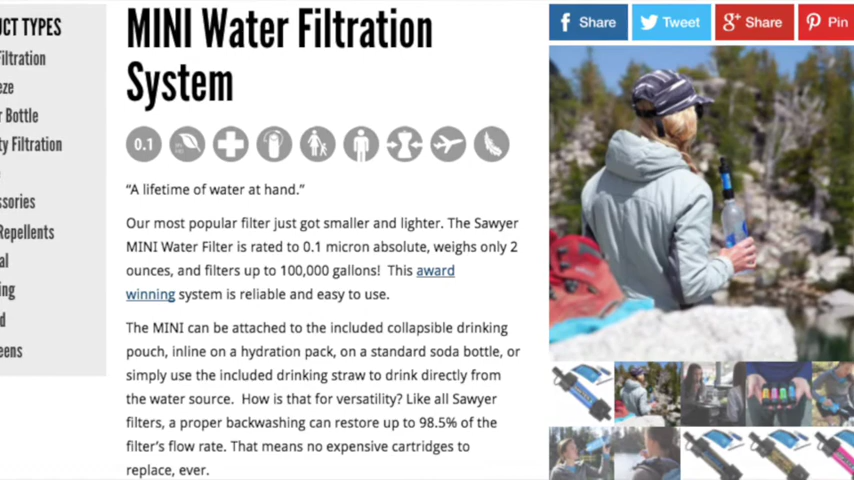 UCT TYPES
Filtration
eze
r Bottle
ty Filtration
ssories
Repellents
al
ing
d
eens
MINI Water Filtration
System
0.1
“A lifetime of water at hand.”
Our most popular filter just got smaller and lighter. The Sawyer
MINI Water Filter is rated to 0.1 micron absolute, weighs only 2
ounces, and filters up to 100,000 gallons! This award
winning system is reliable and easy to use.
The MINI can be attached to the included collapsible drinking
pouch, inline on a hydration pack, on a standard soda bottle, or
simply use the included drinking straw to drink directly from
the water source. How is that for versatility? Like all Sawyer
filters, a proper backwashing can restore up to 98.5% of the
filter’s flow rate. That means no expensive cartridges to
replace, ever.
f Share
Tweet
g+ Share
Pin